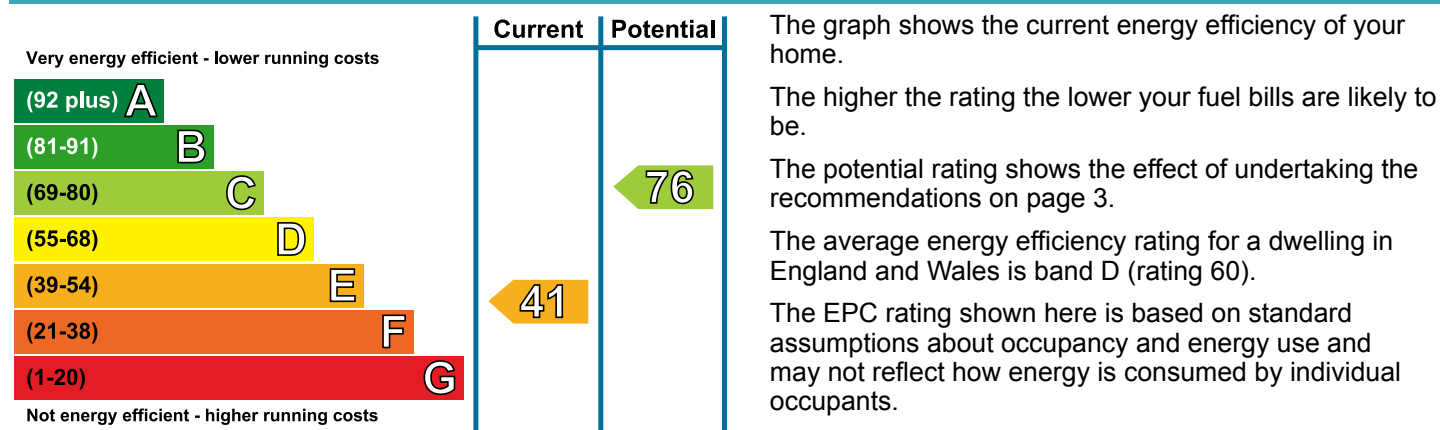 Current Potential
Very energy efficient - lower running costs
(92 plus) A
(81-91) B
(69-80) C
(55-68) D
(39-54) E
(21-38) F
(1-20) G
Not energy efficient - higher running costs
76
41
The graph shows the current energy efficiency of your
home.
The higher the rating the lower your fuel bills are likely to
be.
The potential rating shows the effect of undertaking the
recommendations on page 3.
The average energy efficiency rating for a dwelling in
England and Wales is band D (rating 60).
The EPC rating shown here is based on standard
assumptions about occupancy and energy use and
may not reflect how energy is consumed by individual
occupants.